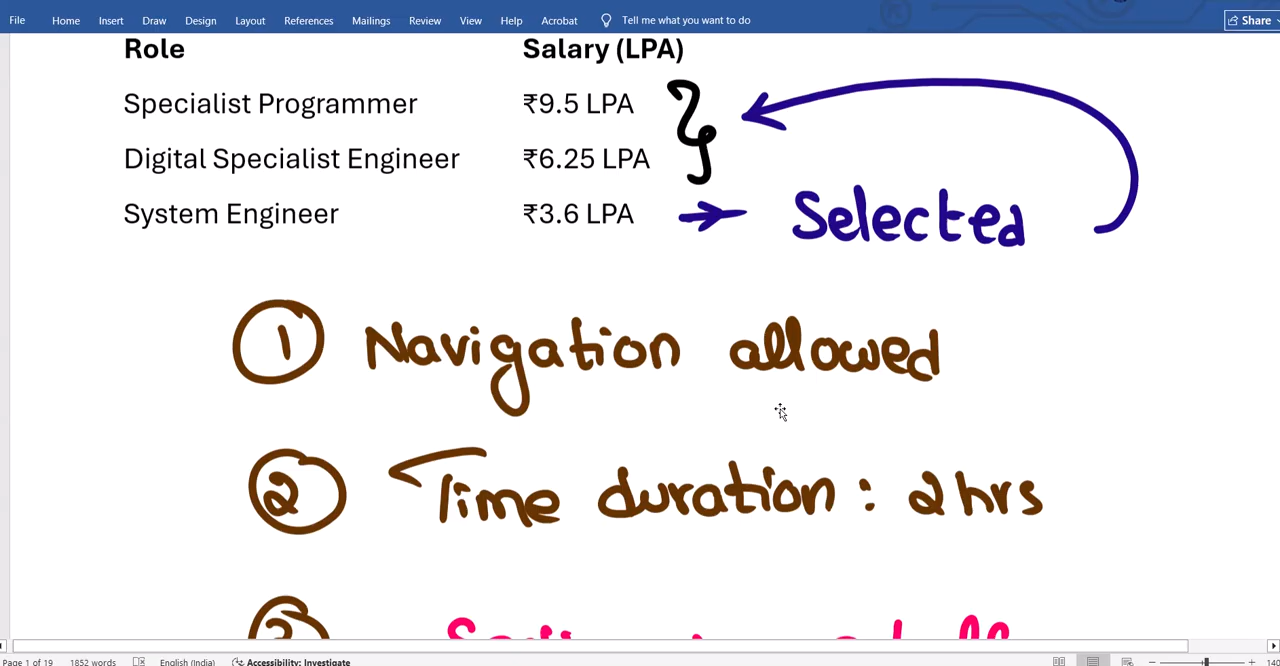 File Home Insert Draw Design Layout References Mailings Review View Help Acrobat Tell me what you want to do Share
Role Salary (LPA)
Specialist Programmer ₹9.5 LPA
Digital Specialist Engineer ₹6.25 LPA
System Engineer ₹3.6 LPA → Selected
1 Navigation allowed
2 Time duration : 2 hrs
Page 1 of 19 1852 words English (India) Accessibility: Investigate